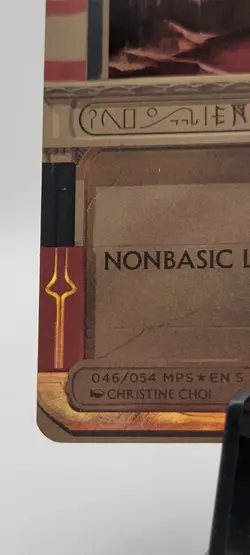 NONBASIC L
046/054 MPS★EN S
CHRISTINE CHOI